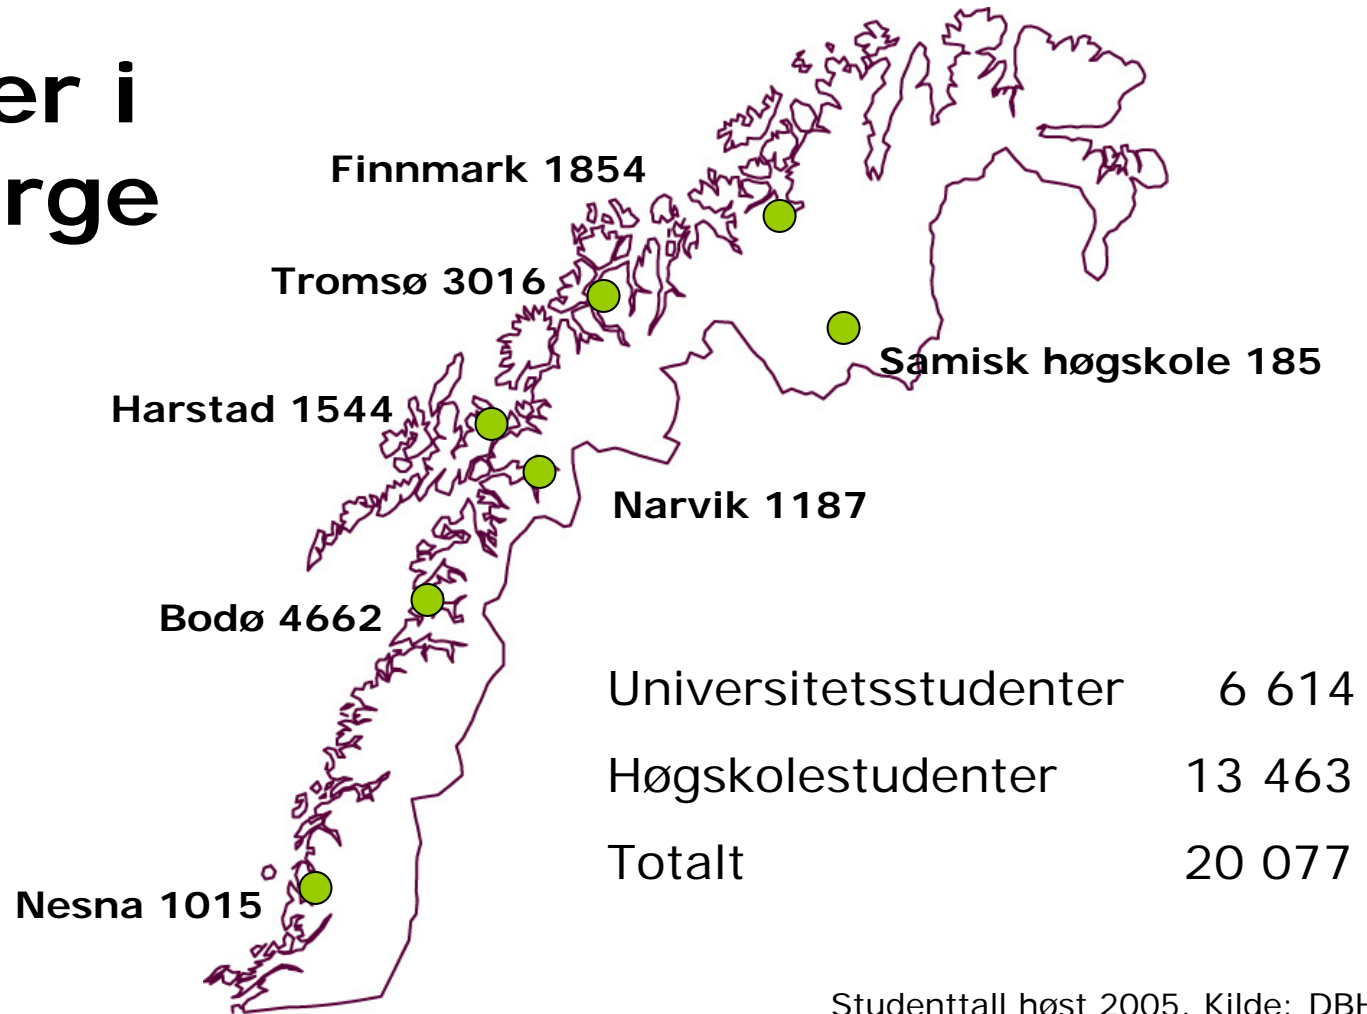 er i
rge
Finnmark 1854
Tromsø 3016
Samisk høgskole 185
Harstad 1544
Narvik 1187
Bodø 4662
Universitetsstudenter 6 614
Høgskolestudenter 13 463
Totalt 20 077
Nesna 1015
Studenttall høst 2005. Kilde: DBH